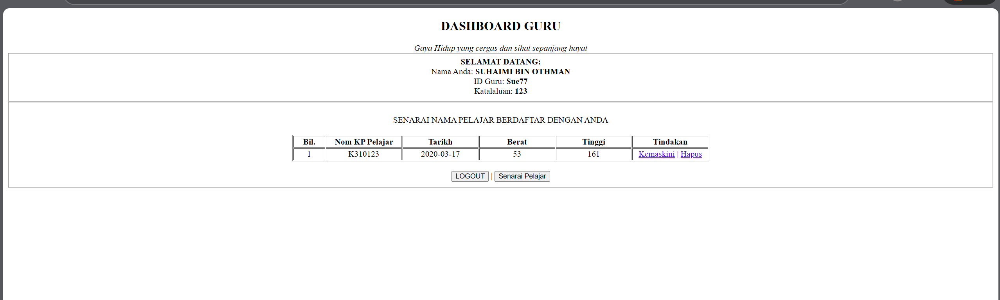 DASHBOARD GURU
Gaya Hidup yang cergas dan sihat sepanjang hayat
SELAMAT DATANG:
Nama Anda: SUHAIMI BIN OTHMAN
ID Guru: Sue77
Katalaluan: 123
SENARAI NAMA PELAJAR BERDAFTAR DENGAN ANDA
Bil. Nom KP Pelajar Tarikh Berat Tinggi Tindakan
1 K310123 2020-03-17 53 161 Kemaskini | Hapus
LOGOUT | Senarai Pelajar